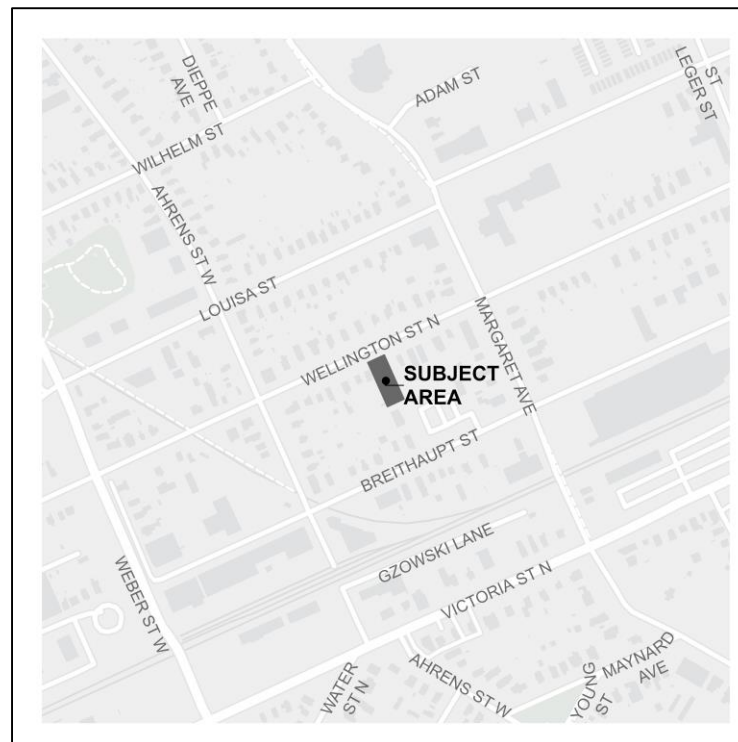 DIEPPE
AVE
ADAM ST
ST
LEGER ST
WILHELM ST
AHRENS ST W
LOUISA ST
WELLINGTON ST N
MARGARET AVE
SUBJECT
AREA
BREITHAUPT ST
GZOWSKI LANE
VICTORIA ST N
WEBER ST W
WATER
ST N
AHRENS ST W
YOUNG
ST
MAYNARD
AVE